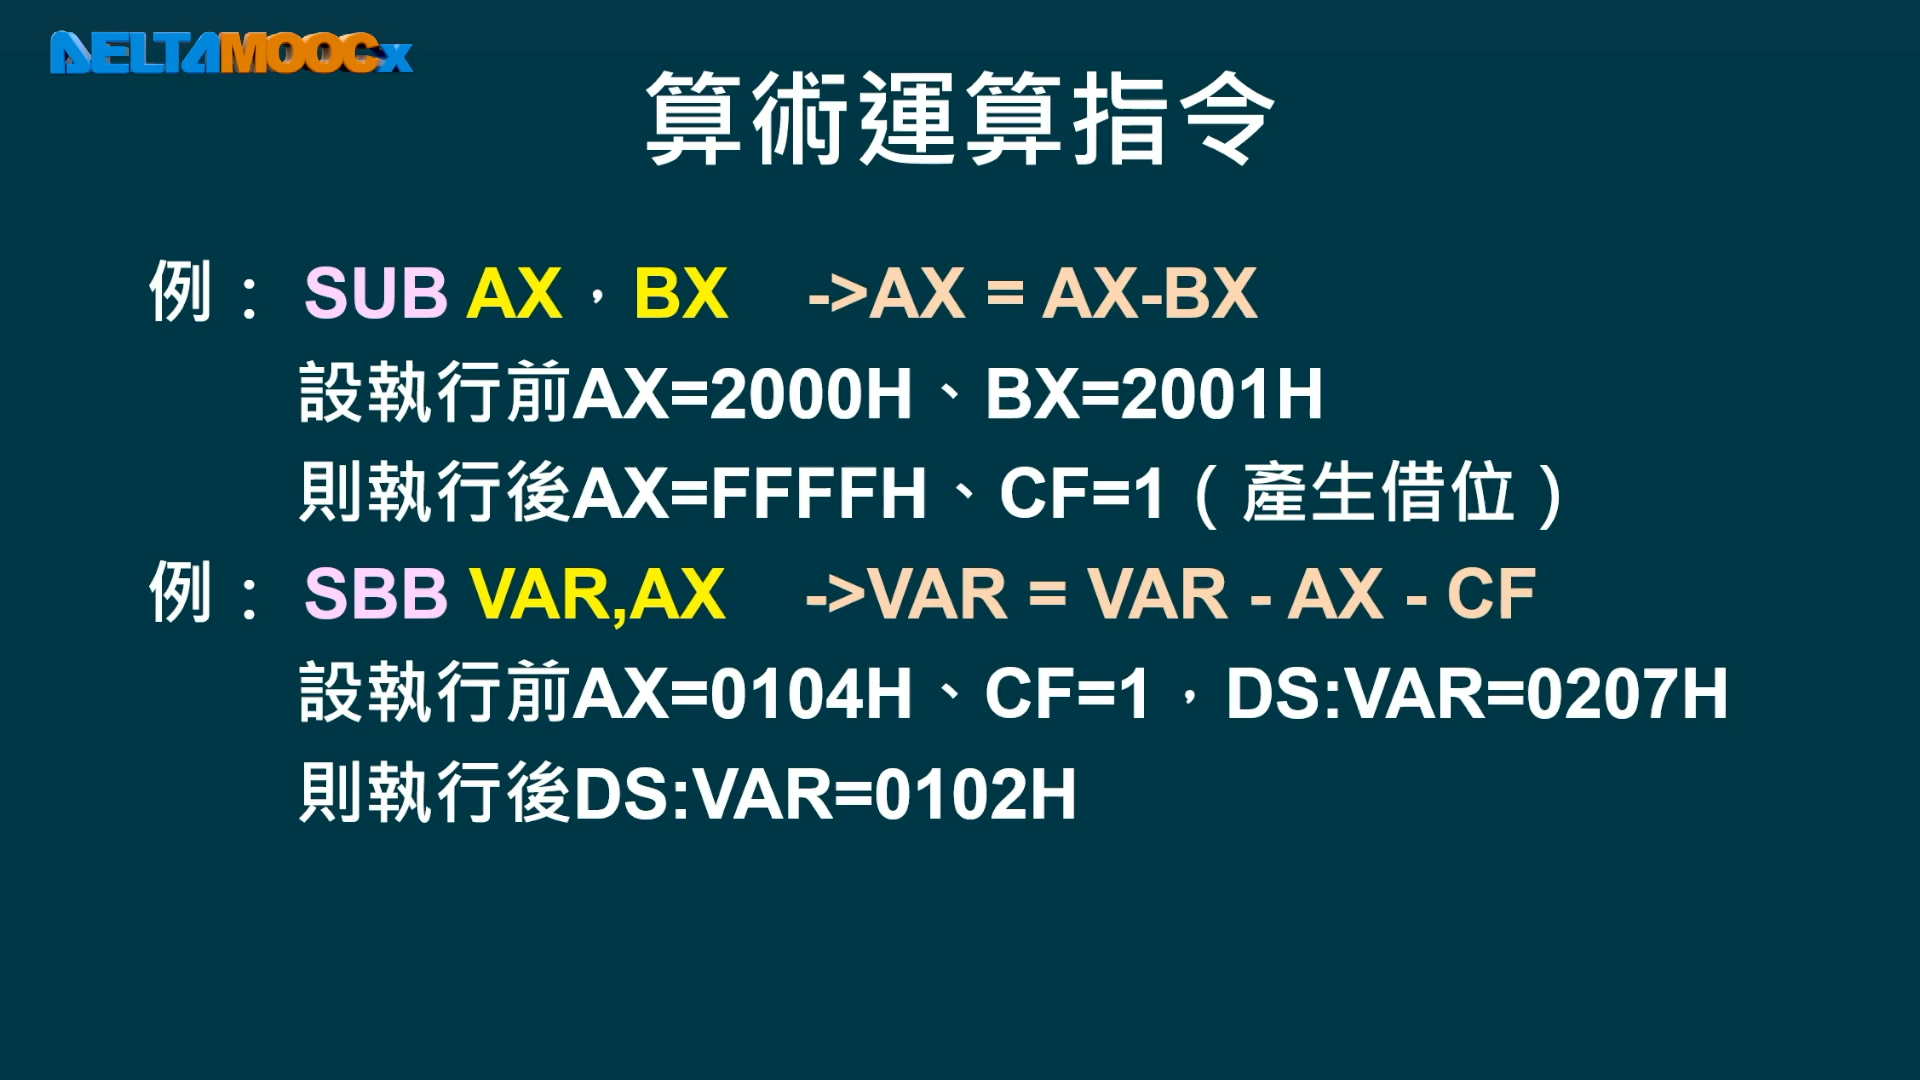 DELTAMOOCx
算術運算指令
例： SUB AX，BX ->AX = AX-BX
設執行前AX=2000H、BX=2001H
則執行後AX=FFFFH、CF=1（產生借位）
例： SBB VAR,AX ->VAR = VAR - AX - CF
設執行前AX=0104H、CF=1，DS:VAR=0207H
則執行後DS:VAR=0102H